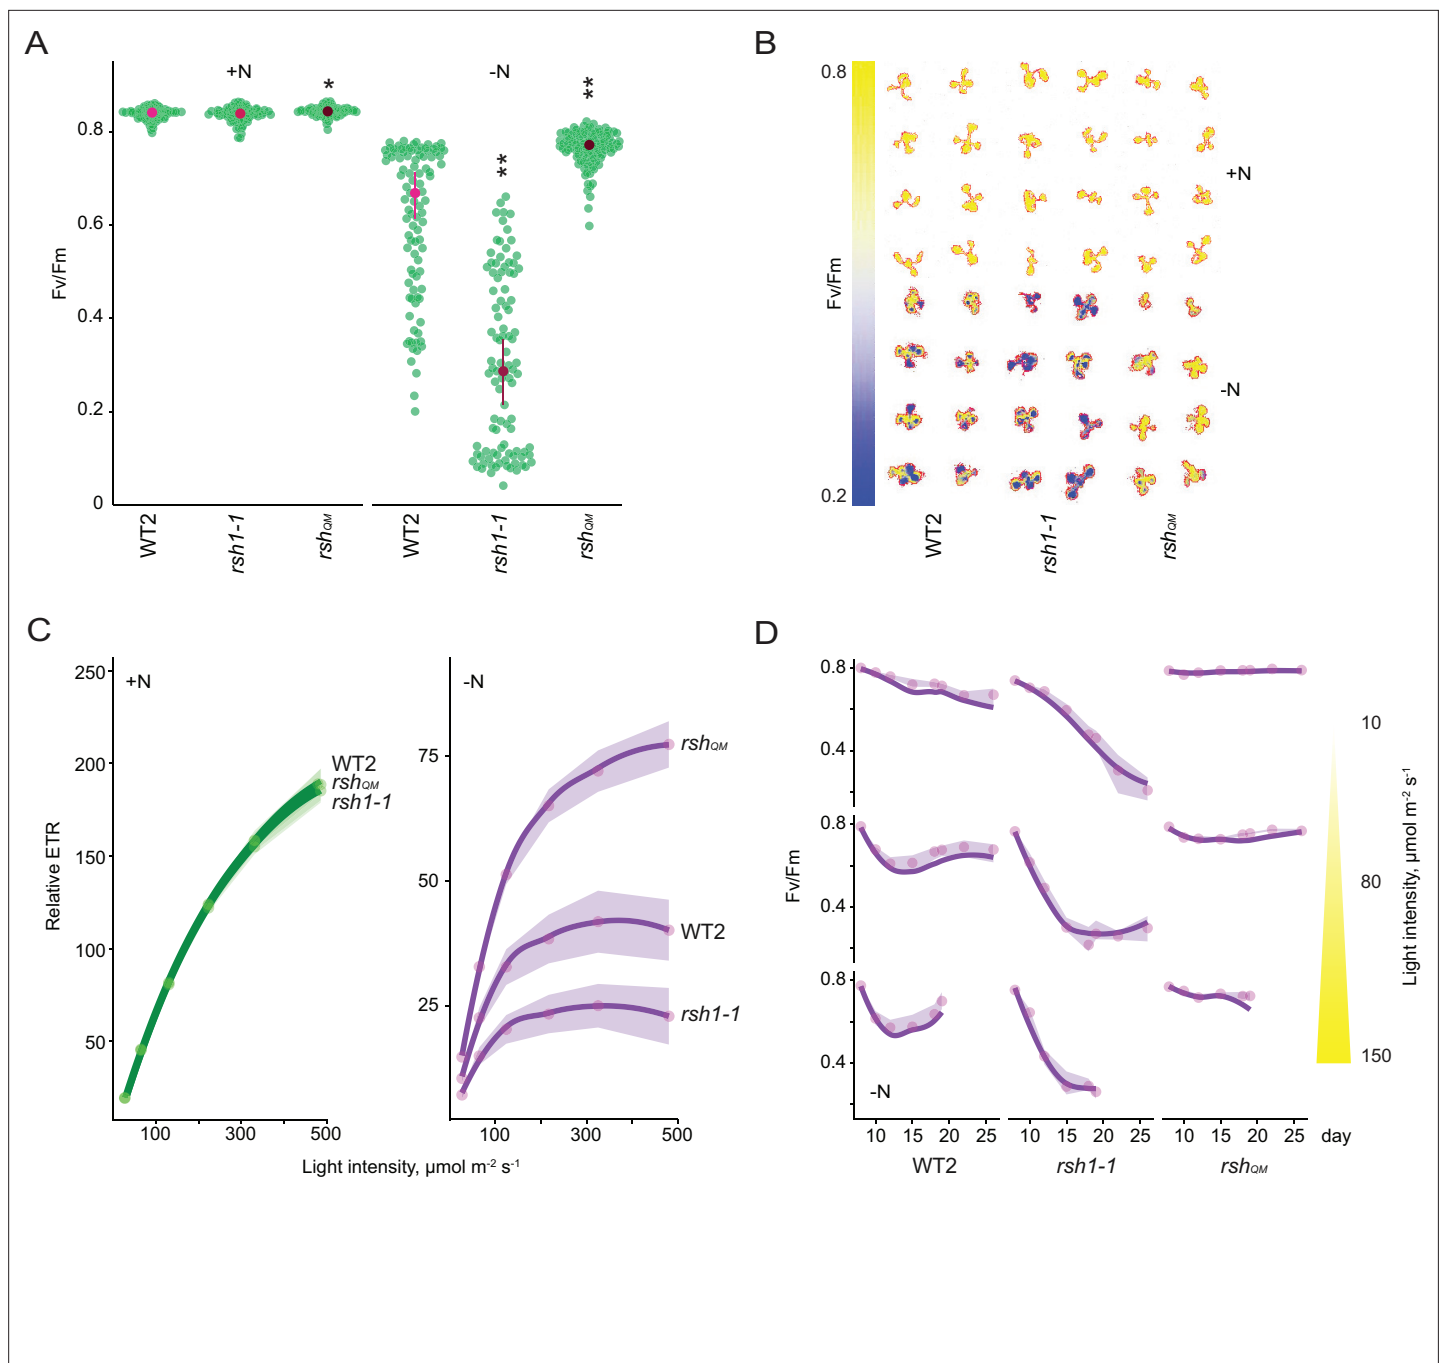 A
+N
-N
*
**
**
Fv/Fm
0.8
0.6
0.4
0.2
0
WT2
rsh1-1
rshQM
WT2
rsh1-1
rshQM
B
0.8
Fv/Fm
0.2
+N
-N
WT2
rsh1-1
rshQM
C
+N
Relative ETR
250
200
150
100
50
WT2
rshQM
rsh1-1
100
300
500
-N
75
50
25
rshQM
WT2
rsh1-1
100
300
500
Light intensity, µmol m-2 s-1
D
0.8
0.4
0.8
0.4
0.8
0.4
Fv/Fm
-N
10 15 20 25
10 15 20 25
10 15 20 25
day
WT2
rsh1-1
rshQM
10
80
150
Light intensity, µmol m-2 s-1